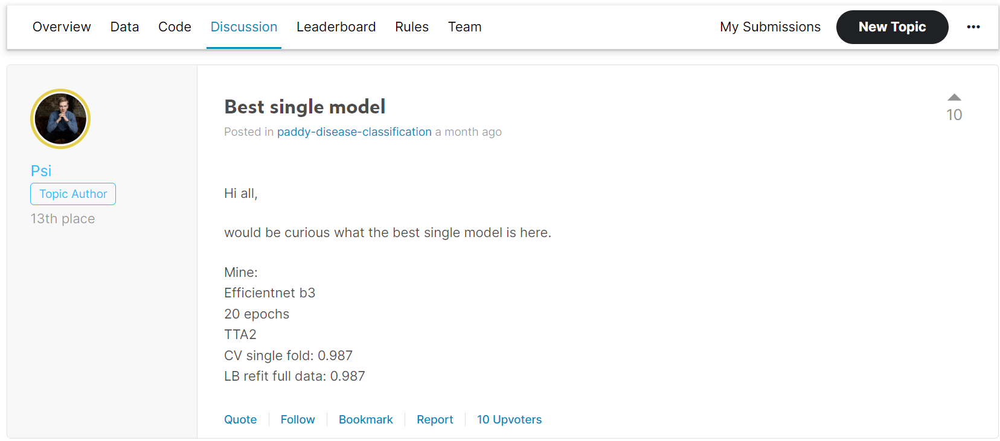 Overview Data Code Discussion Leaderboard Rules Team My Submissions New Topic
Psi
Topic Author
13th place
Best single model
10
Posted in paddy-disease-classification a month ago
Hi all,
would be curious what the best single model is here.
Mine:
Efficientnet b3
20 epochs
TTA2
CV single fold: 0.987
LB refit full data: 0.987
Quote Follow Bookmark Report 10 Upvoters